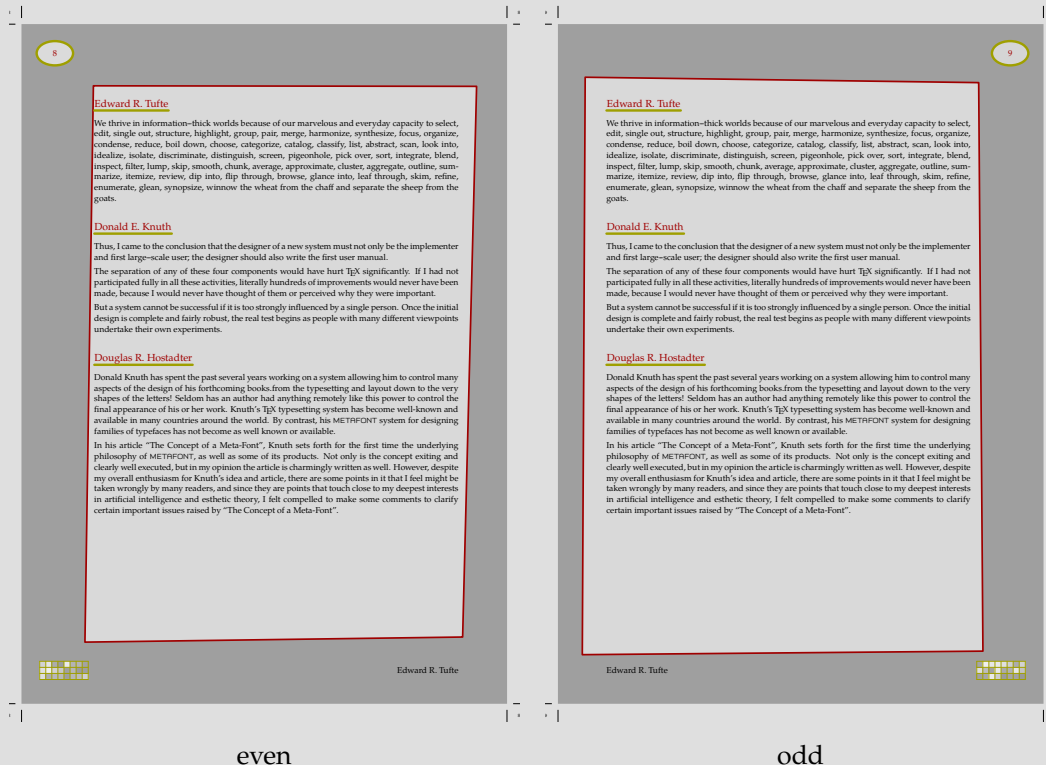 8
Edward R. Tufte
We thrive in information–thick worlds because of our marvelous and everyday capacity to select,
edit, single out, structure, highlight, group, pair, merge, harmonize, synthesize, focus, organize,
condense, reduce, boil down, choose, categorize, catalog, classify, list, abstract, scan, look into,
idealize, isolate, discriminate, distinguish, screen, pigeonhole, pick over, sort, integrate, blend,
inspect, filter, lump, skip, smooth, chunk, average, approximate, cluster, aggregate, outline, sum-
marize, itemize, review, dip into, flip through, browse, glance into, leaf through, skim, refine,
enumerate, glean, synopsize, winnow the wheat from the chaff and separate the sheep from the
goats.
Donald E. Knuth
Thus, I came to the conclusion that the designer of a new system must not only be the implementer
and first large–scale user; the designer should also write the first user manual.
The separation of any of these four components would have hurt TEX significantly. If I had not
participated fully in all these activities, literally hundreds of improvements would never have been
made, because I would never have thought of them or perceived why they were important.
But a system cannot be successful if it is too strongly influenced by a single person. Once the initial
design is complete and fairly robust, the real test begins as people with many different viewpoints
undertake their own experiments.
Douglas R. Hostadter
Donald Knuth has spent the past several years working on a system allowing him to control many
aspects of the design of his forthcoming books.from the typesetting and layout down to the very
shapes of the letters! Seldom has an author had anything remotely like this power to control the
final appearance of his or her work. Knuth's TEX typesetting system has become well-known and
available in many countries around the world. By contrast, his METAFONT system for designing
families of typefaces has not become as well known or available.
In his article "The Concept of a Meta-Font", Knuth sets forth for the first time the underlying
philosophy of METAFONT, as well as some of its products. Not only is the concept exiting and
clearly well executed, but in my opinion the article is charmingly written as well. However, despite
my overall enthusiasm for Knuth's idea and article, there are some points in it that I feel might be
taken wrongly by many readers, and since they are points that touch close to my deepest interests
in artificial intelligence and esthetic theory, I felt compelled to make some comments to clarify
certain important issues raised by "The Concept of a Meta-Font".
Edward R. Tufte
even
9
Edward R. Tufte
We thrive in information–thick worlds because of our marvelous and everyday capacity to select,
edit, single out, structure, highlight, group, pair, merge, harmonize, synthesize, focus, organize,
condense, reduce, boil down, choose, categorize, catalog, classify, list, abstract, scan, look into,
idealize, isolate, discriminate, distinguish, screen, pigeonhole, pick over, sort, integrate, blend,
inspect, filter, lump, skip, smooth, chunk, average, approximate, cluster, aggregate, outline, sum-
marize, itemize, review, dip into, flip through, browse, glance into, leaf through, skim, refine,
enumerate, glean, synopsize, winnow the wheat from the chaff and separate the sheep from the
goats.
Donald E. Knuth
Thus, I came to the conclusion that the designer of a new system must not only be the implementer
and first large–scale user; the designer should also write the first user manual.
The separation of any of these four components would have hurt TEX significantly. If I had not
participated fully in all these activities, literally hundreds of improvements would never have been
made, because I would never have thought of them or perceived why they were important.
But a system cannot be successful if it is too strongly influenced by a single person. Once the initial
design is complete and fairly robust, the real test begins as people with many different viewpoints
undertake their own experiments.
Douglas R. Hostadter
Donald Knuth has spent the past several years working on a system allowing him to control many
aspects of the design of his forthcoming books.from the typesetting and layout down to the very
shapes of the letters! Seldom has an author had anything remotely like this power to control the
final appearance of his or her work. Knuth's TEX typesetting system has become well-known and
available in many countries around the world. By contrast, his METAFONT system for designing
families of typefaces has not become as well known or available.
In his article "The Concept of a Meta-Font", Knuth sets forth for the first time the underlying
philosophy of METAFONT, as well as some of its products. Not only is the concept exiting and
clearly well executed, but in my opinion the article is charmingly written as well. However, despite
my overall enthusiasm for Knuth's idea and article, there are some points in it that I feel might be
taken wrongly by many readers, and since they are points that touch close to my deepest interests
in artificial intelligence and esthetic theory, I felt compelled to make some comments to clarify
certain important issues raised by "The Concept of a Meta-Font".
Edward R. Tufte
odd